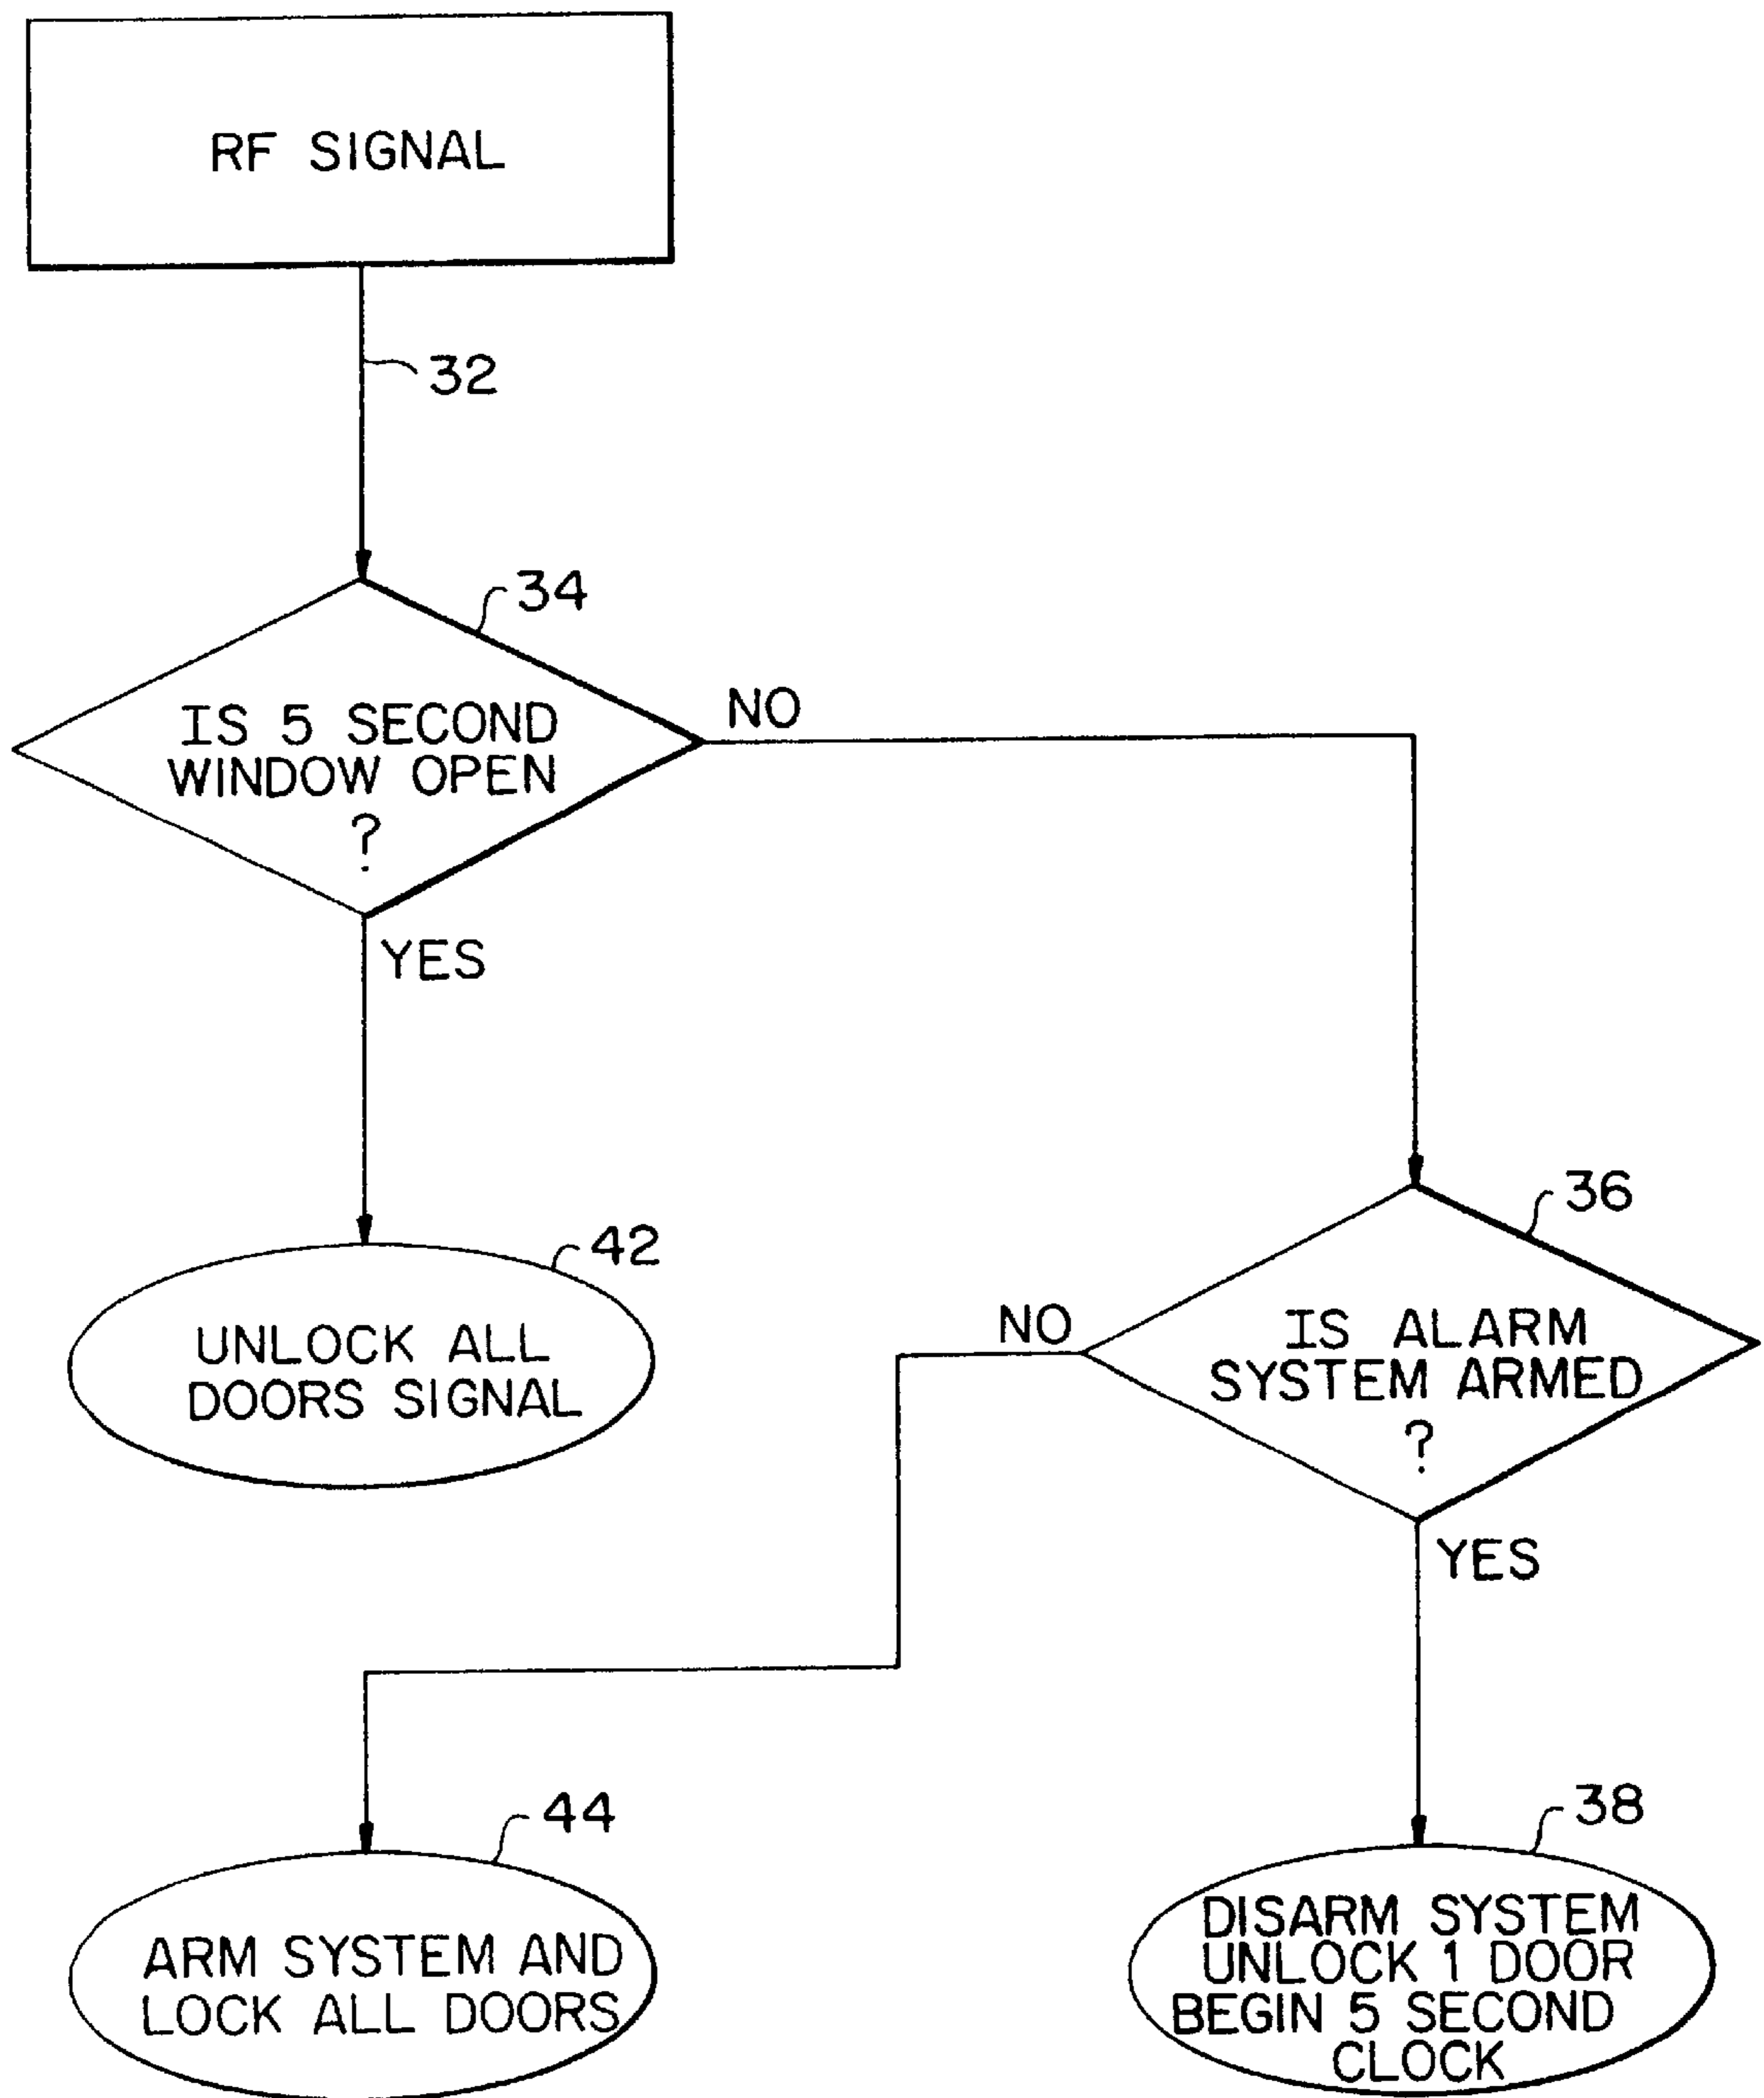 RF SIGNAL
32
34
IS 5 SECOND
WINDOW OPEN
?
NO
YES
42
UNLOCK ALL
DOORS SIGNAL
36
NO
IS ALARM
SYSTEM ARMED
?
YES
44
ARM SYSTEM AND
LOCK ALL DOORS
38
DISARM SYSTEM
UNLOCK 1 DOOR
BEGIN 5 SECOND
CLOCK